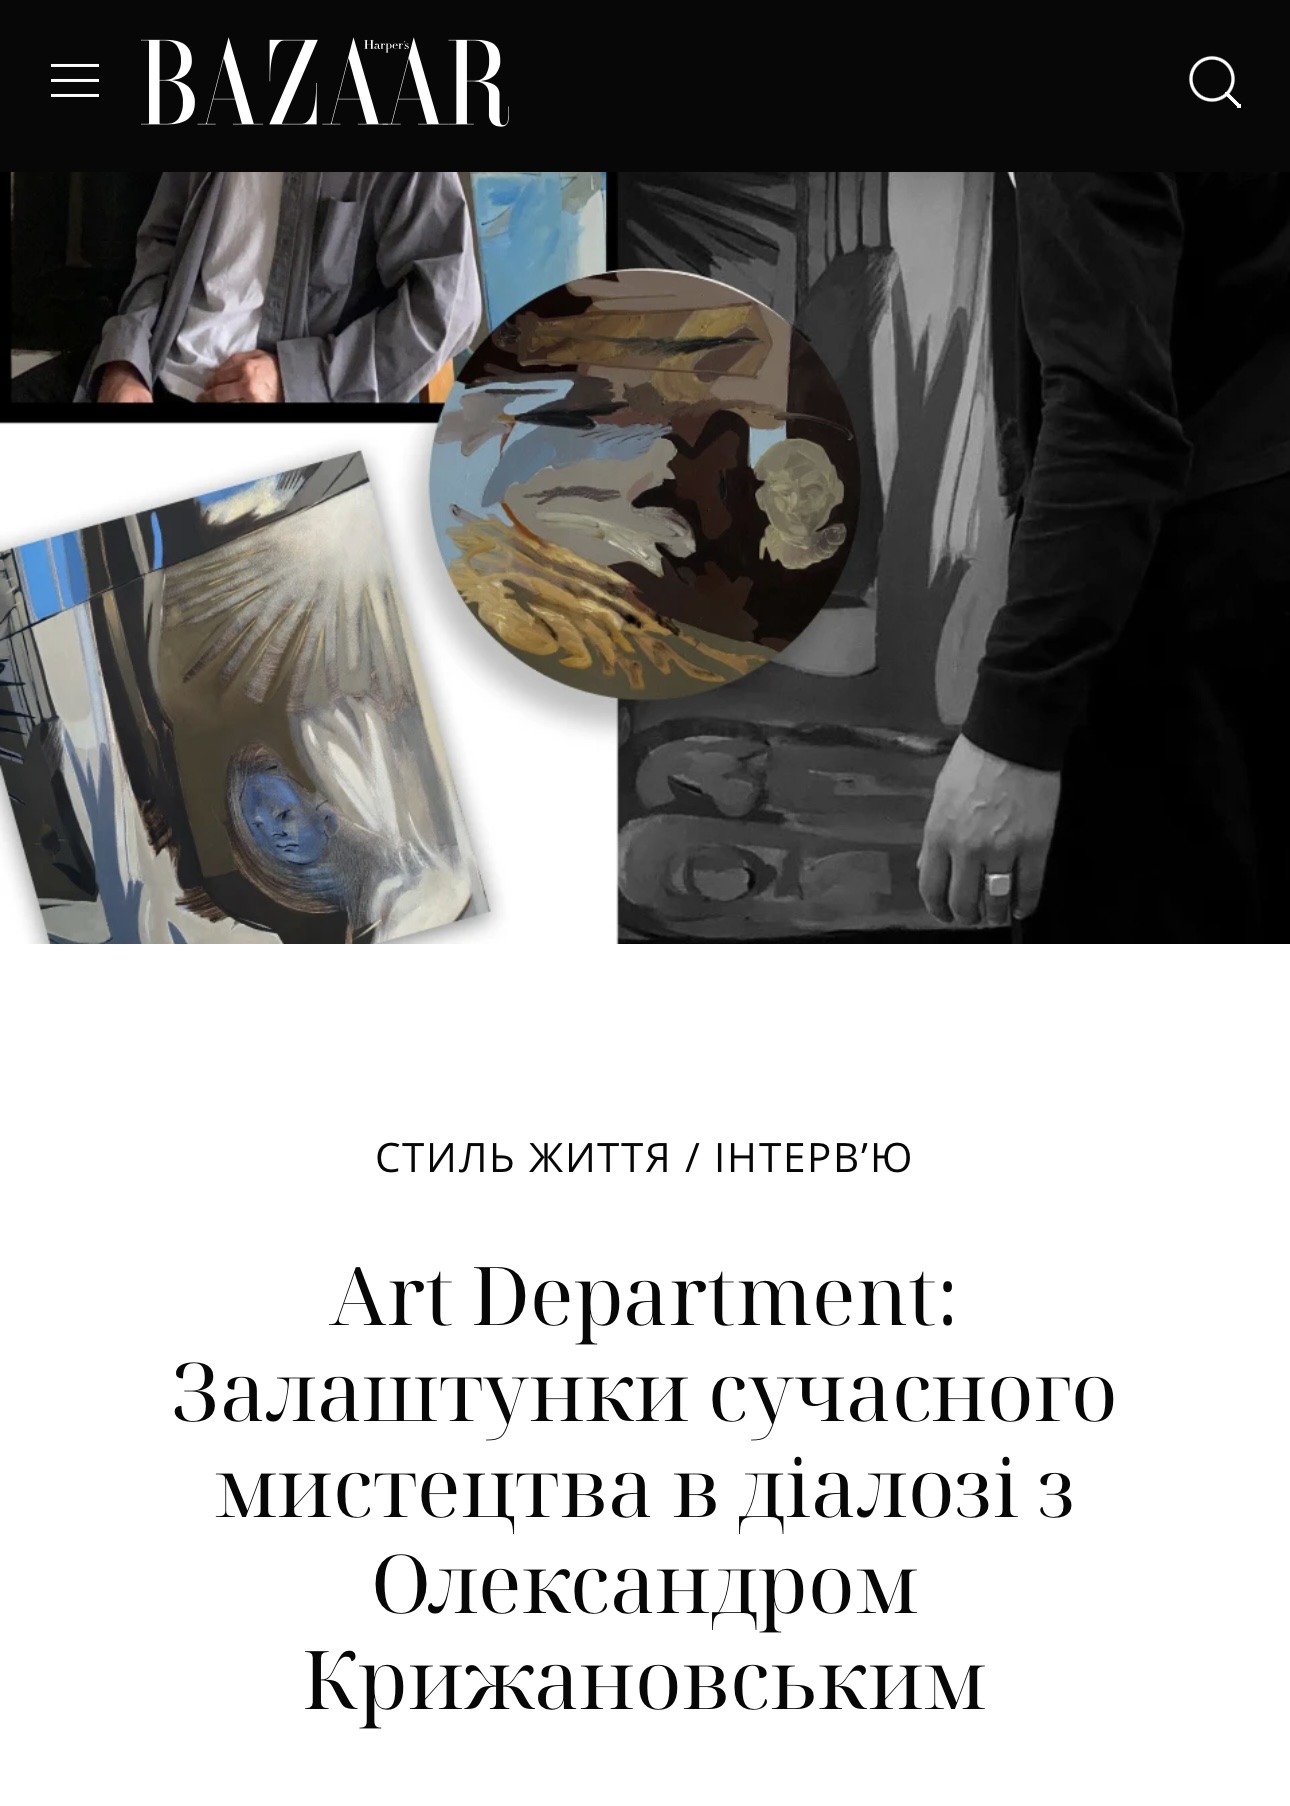 Harper's
BAZAAR
СТИЛЬ ЖИТТЯ / ІНТЕРВ’Ю
Art Department:
Залаштунки сучасного
мистецтва в діалозі з
Олександром
Крижановським